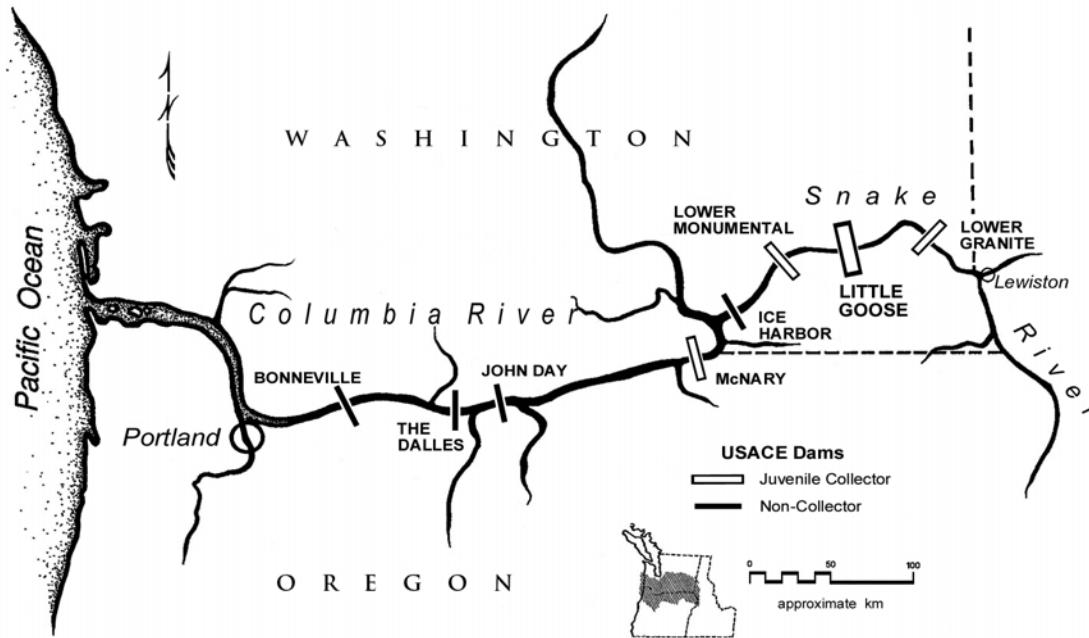 N
WASHINGTON
Snake
LOWER
MONUMENTAL
LOWER
GRANITE
Lewiston
LITTLE
GOOSE
Pacific Ocean
Columbia River
ICE
HARBOR
River
BONNEVILLE
JOHN DAY
McNARY
THE
DALLES
Portland
USACE Dams
Juvenile Collector
Non-Collector
OREGON
0 50 100
approximate km